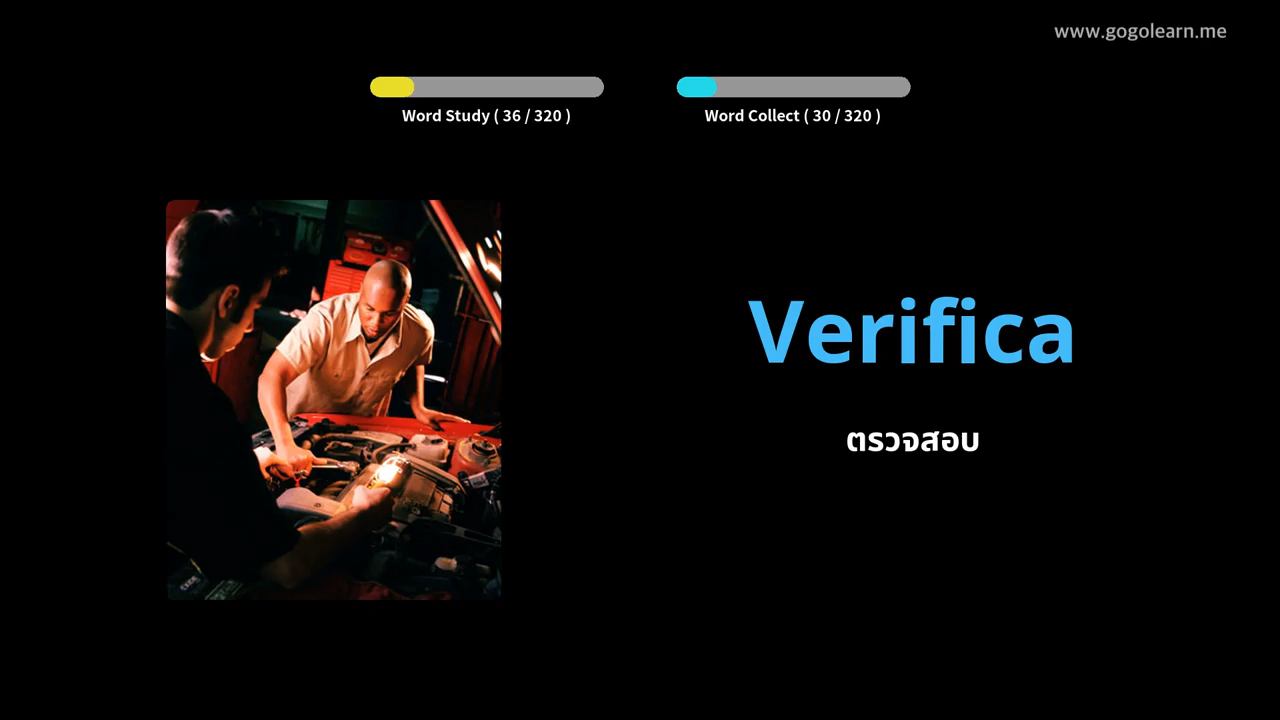 www.gogolearn.me
Word Study ( 36 / 320 )
Word Collect ( 30 / 320 )
Verifica
ตรวจสอบ
EXIDE